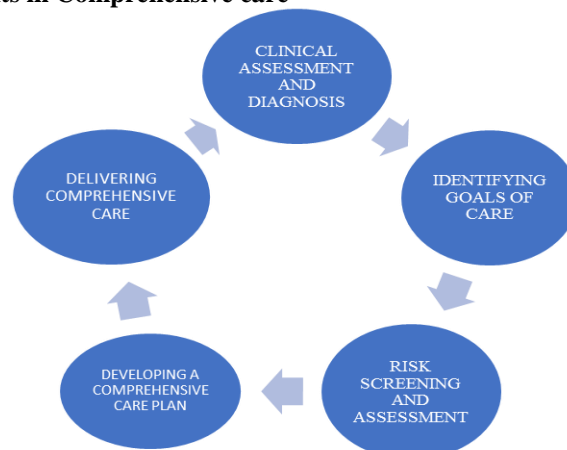 in Comprehensive care
CLINICAL
ASSESSMENT
AND
DIAGNOSIS
IDENTIFYING
GOALS OF
CARE
RISK
SCREENING
AND
ASSESSMENT
DEVELOPING A
COMPREHENSIVE
CARE PLAN
DELIVERING
COMPREHENSIVE
CARE